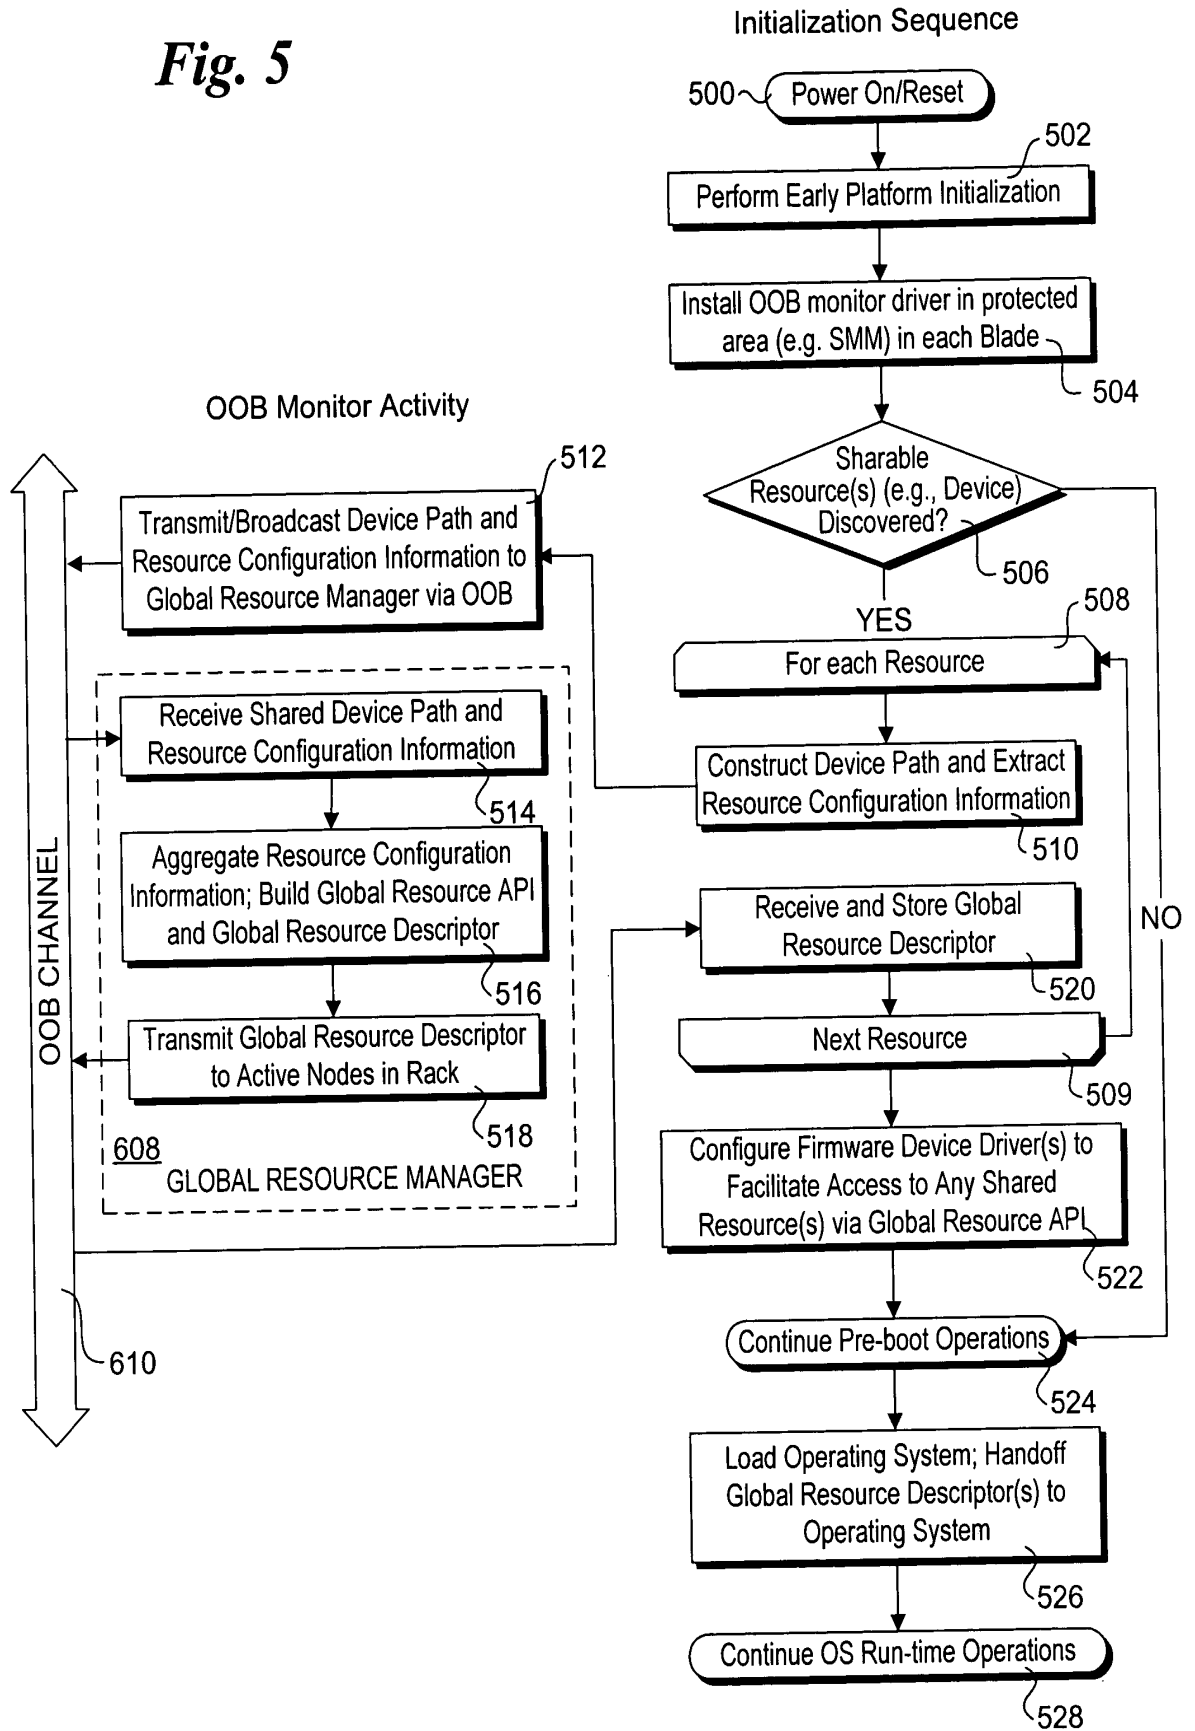 Fig. 5
Initialization Sequence
500
Power On/Reset
502
Perform Early Platform Initialization
Install OOB monitor driver in protected
area (e.g. SMM) in each Blade
504
Sharable
Resource(s) (e.g., Device)
Discovered?
506
YES
NO
508
For each Resource
Construct Device Path and Extract
Resource Configuration Information
510
Receive and Store Global
Resource Descriptor
520
Next Resource
509
Configure Firmware Device Driver(s) to
Facilitate Access to Any Shared
Resource(s) via Global Resource API
522
Continue Pre-boot Operations
524
Load Operating System; Handoff
Global Resource Descriptor(s) to
Operating System
526
Continue OS Run-time Operations
528
OOB Monitor Activity
512
Transmit/Broadcast Device Path and
Resource Configuration Information to
Global Resource Manager via OOB
Receive Shared Device Path and
Resource Configuration Information
514
Aggregate Resource Configuration
Information; Build Global Resource API
and Global Resource Descriptor
516
Transmit Global Resource Descriptor
to Active Nodes in Rack
518
608
GLOBAL RESOURCE MANAGER
OOB CHANNEL
610